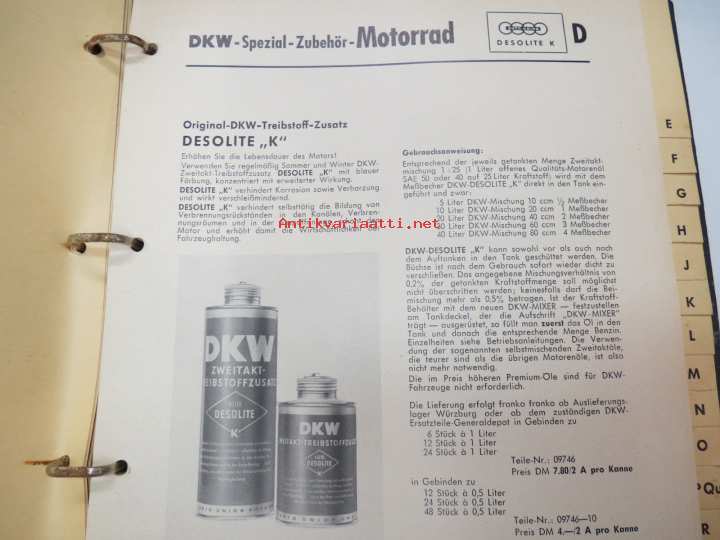 DKW-Spezial-Zubehör-Motorrad
DESOLITE K
D
Original-DKW-Treibstoff-Zusatz
DESOLITE „K“
Erhöhen Sie die Lebensdauer des Motors!
Verwenden Sie regelmäßig Sommer und Winter DKW-
Zweitakt-Treibstoffzusatz DESOLITE „K“ mit blauer
Färbung, konzentriert mit erweiterter Wirkung.
DESOLITE „K“ verhindert Korrosion sowie Verharzung
und wirkt verschleißmindernd.
DESOLITE „K“ verhindert selbsttätig die Bildung von
Verbrennungsrückständen in den Kanälen, Verbren-
nungsräumen und in der
Motor und erhöht damit die Wirtschaftlichkeit der
Fahrzeughaltung.
Gebrauchsanweisung:
Entsprechend der jeweils getankten Menge Zweitakt-
mischung 1:25 (1 Liter offenes Qualitäts-Motorenöl
SAE 50 oder 40 auf 25 Liter Kraftstoff) wird mit dem
Meßbecher DKW-DESOLITE „K“ direkt in den Tank ein-
geführt und zwar:
5 Liter DKW-Mischung 10 ccm ½ Meßbecher
10 Liter DKW-Mischung 20 ccm 1 Meßbecher
20 Liter DKW-Mischung 40 ccm 2 Meßbecher
30 Liter DKW-Mischung 60 ccm 3 Meßbecher
40 Liter DKW-Mischung 80 ccm 4 Meßbecher
DKW-DESOLITE „K“ kann sowohl vor als auch nach
dem Auftanken in den Tank geschüttet werden. Die
Büchse ist nach dem Gebrauch sofort wieder dicht zu
verschließen. Das angegebene Mischungsverhältnis von
0,2% der getankten Kraftstoffmenge soll möglichst
nicht überschritten werden; keinesfalls darf die Bei-
mischung mehr als 0,5% betragen. Ist der Kraftstoff-
Behälter mit dem neuen DKW-MIXER — festzustellen
am Tankdeckel, der die Aufschrift „DKW-MIXER“
trägt — ausgerüstet, so füllt man zuerst das Öl in den
Tank und danach die entsprechende Menge Benzin.
Einzelheiten siehe Betriebsanleitungen. Die Verwen-
dung der sogenannten selbstmischenden Zweitaktöle,
die teurer sind als die übrigen Motorenöle, ist also
nicht mehr notwendig.
Die im Preis höheren Premium-Öle sind für DKW-
Fahrzeuge nicht erforderlich.
Die Lieferung erfolgt franko franko ab Auslieferungs-
lager Würzburg oder ab dem zuständigen DKW-
Ersatzteile-Generaldepot in Gebinden zu
6 Stück à 1 Liter
12 Stück à 1 Liter
24 Stück à 1 Liter
Teile-Nr.: 09746
Preis DM 7.80/2 A pro Kanne
in Gebinden zu
12 Stück à 0,5 Liter
24 Stück à 0,5 Liter
48 Stück à 0,5 Liter
Teile-Nr.: 09746—10
Preis DM 4.—/2 A pro Kanne
DKW
ZWEITAKT-
TREIBSTOFFZUSATZ
DESOLITE
K
DKW
ZWEITAKT-TREIBSTOFFZUSATZ
DESOLITE
K
Antikvariaatti.net
E
F
G
H
I
J
K
L
M
N
O
P Qu
R